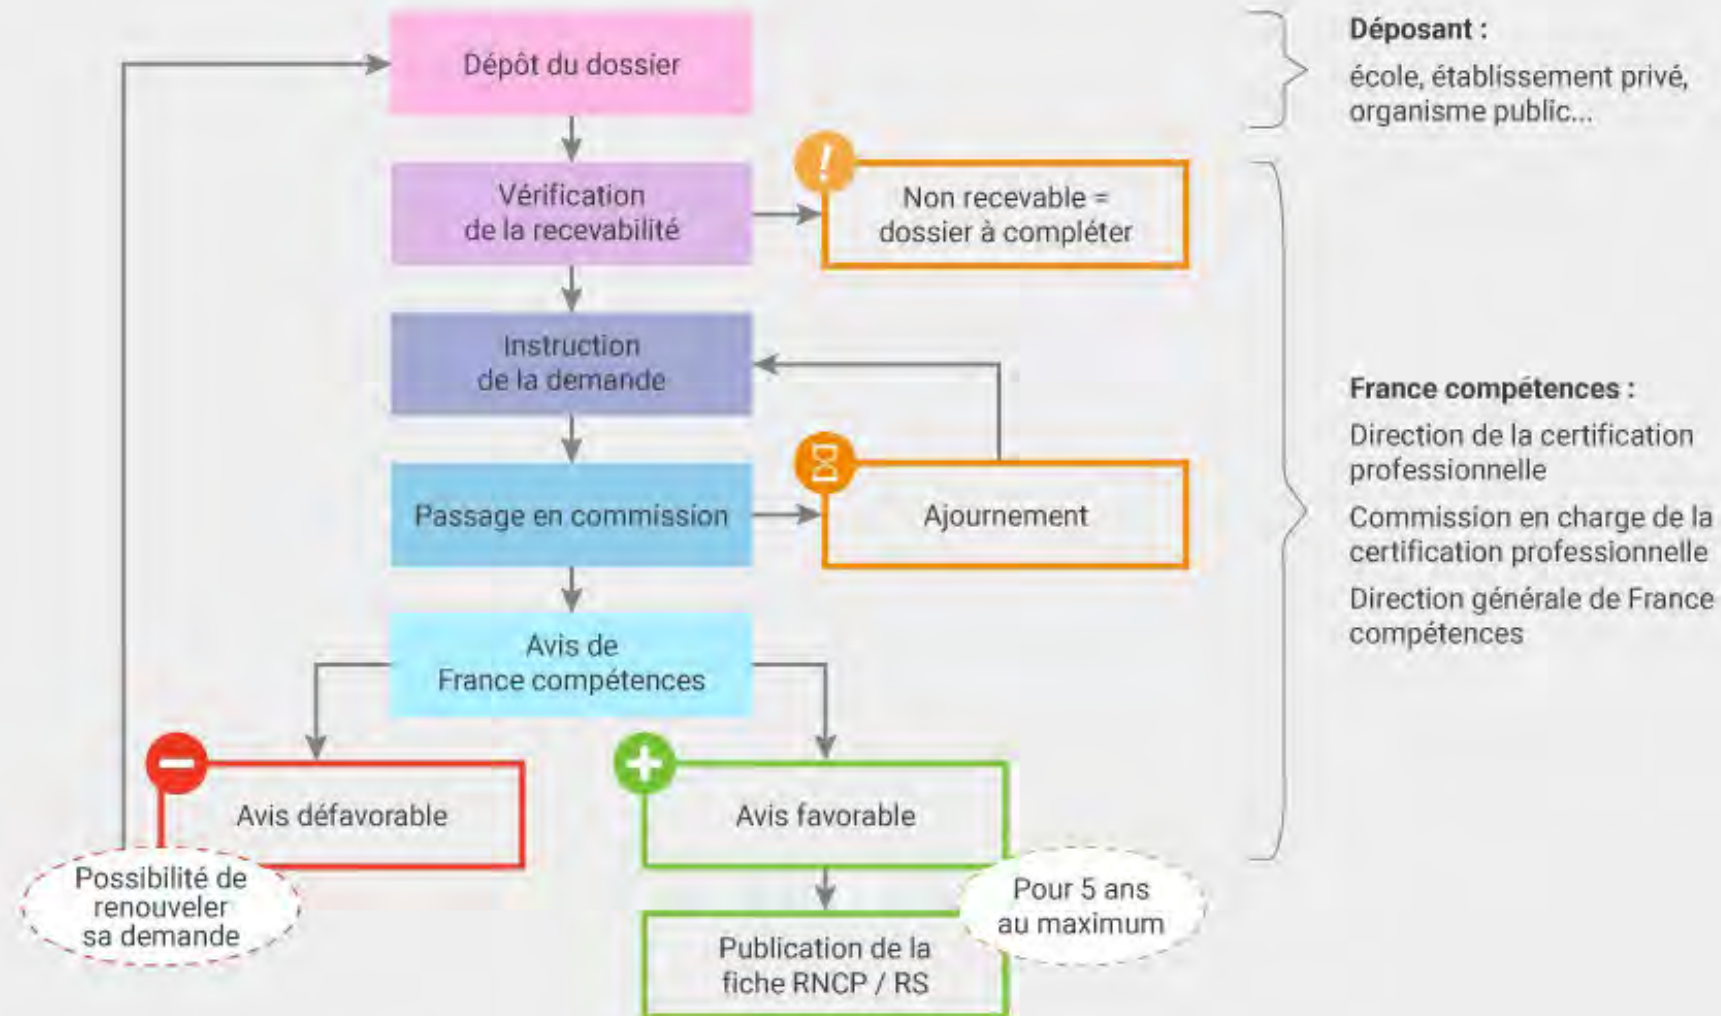 Dépôt du dossier
Déposant :
école, établissement privé,
organisme public...
Vérification
de la recevabilité
!
Non recevable =
dossier à compléter
Instruction
de la demande
France compétences :
Direction de la certification
professionnelle
Commission en charge de la
certification professionnelle
Direction générale de France
compétences
Passage en commission
Ajournement
Avis de
France compétences
Avis défavorable
Avis favorable
Possibilité de
renouveler
sa demande
Pour 5 ans
au maximum
Publication de la
fiche RNCP / RS